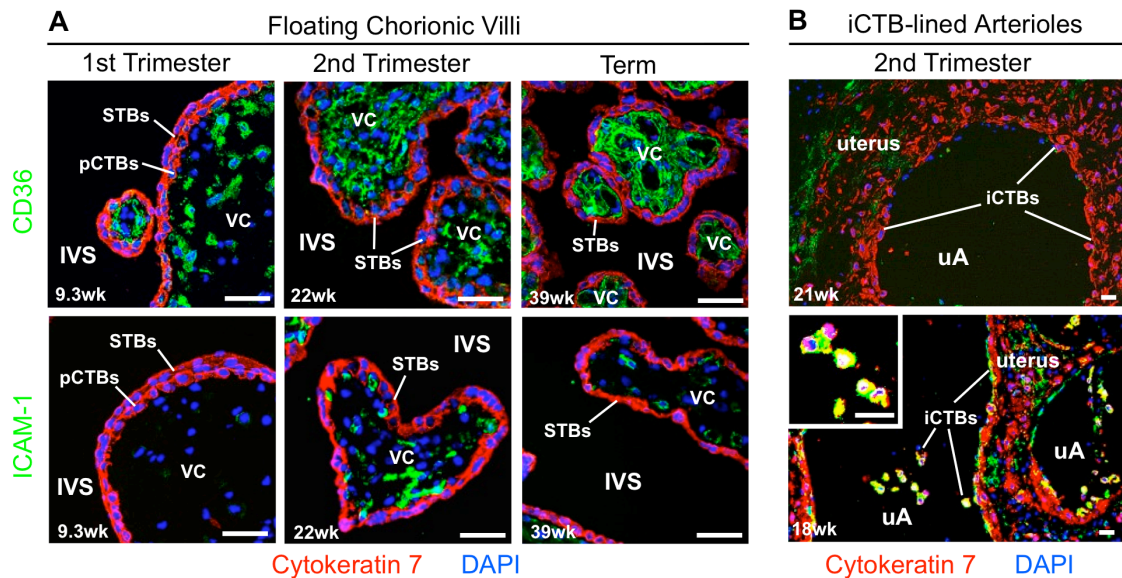 A
Floating Chorionic Villi
B
iCTB-lined Arterioles
1st Trimester
2nd Trimester
Term
2nd Trimester
CD36
STBs
pCTBs
VC
IVS
9.3wk
VC
VC
STBs
IVS
22wk
VC
STBs
VC
IVS
VC
39wk
uterus
iCTBs
uA
21wk
ICAM-1
STBs
pCTBs
VC
IVS
9.3wk
IVS
STBs
VC
22wk
VC
STBs
IVS
39wk
uterus
iCTBs
uA
uA
18wk
Cytokeratin 7 DAPI
Cytokeratin 7 DAPI